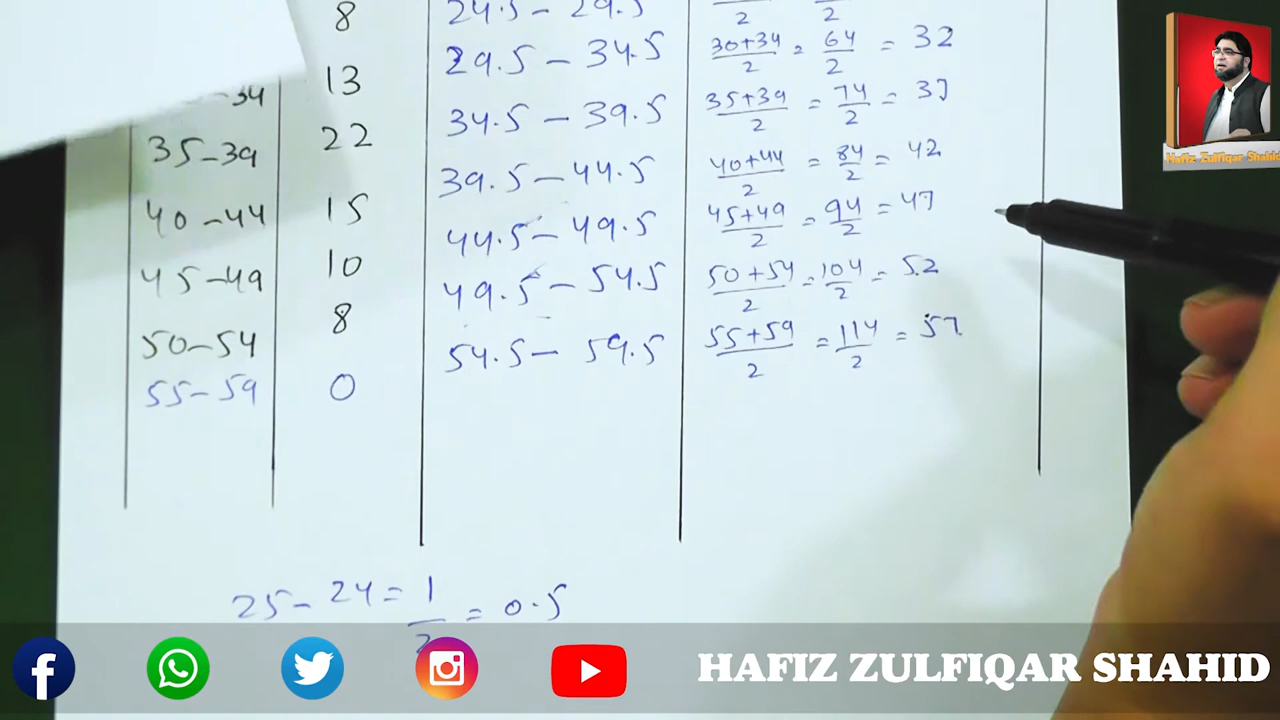 8 24.5 – 29.5 2 2
-34 13 29.5 – 34.5 30+34/2 = 64/2 = 32
35–39 22 34.5 – 39.5 35+39/2 = 74/2 = 37
40–44 15 39.5 – 44.5 40+44/2 = 84/2 = 42
45–49 10 44.5 – 49.5 45+49/2 = 94/2 = 47
50–54 8 49.5 – 54.5 50+54/2 = 104/2 = 52
55–59 0 54.5 – 59.5 55+59/2 = 114/2 = 57
25 – 24 = 1/2 = 0.5
Hafiz Zulfiqar Shahid
HAFIZ ZULFIQAR SHAHID